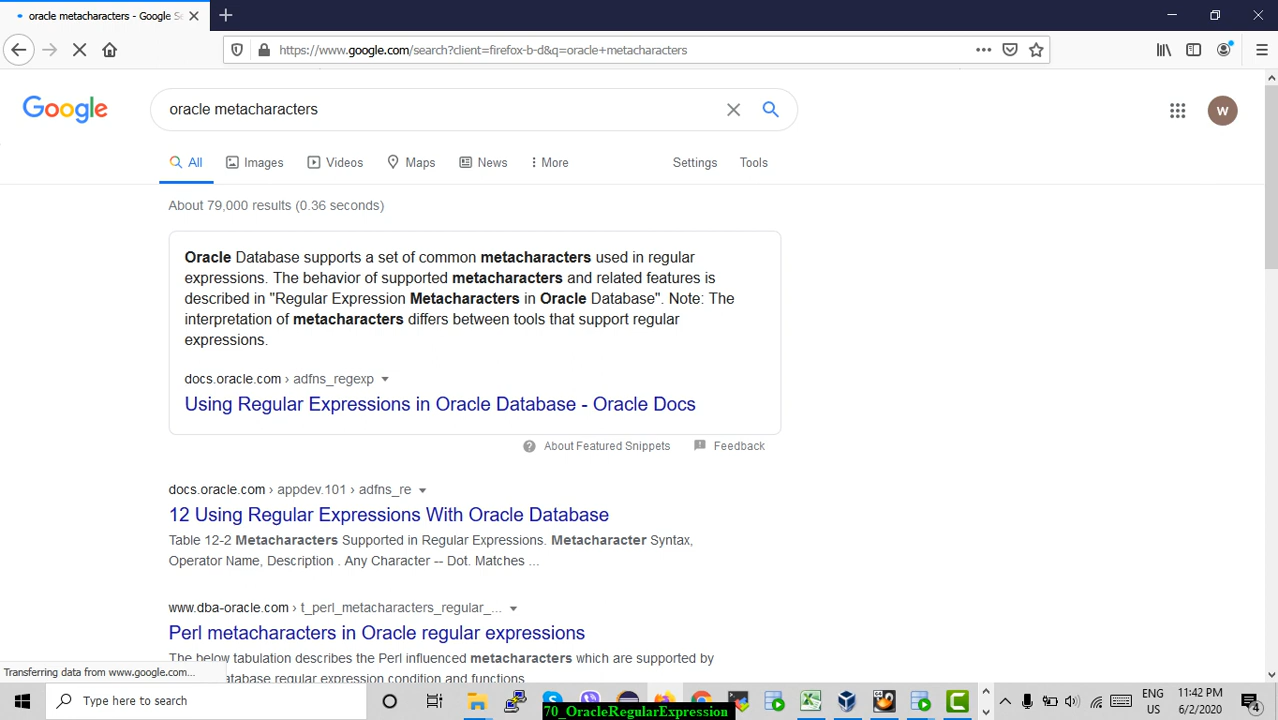 oracle metacharacters - Google Se
https://www.google.com/search?client=firefox-b-d&q=oracle+metacharacters
Google
oracle metacharacters
W
All Images Videos Maps News More Settings Tools
About 79,000 results (0.36 seconds)
Oracle Database supports a set of common metacharacters used in regular
expressions. The behavior of supported metacharacters and related features is
described in "Regular Expression Metacharacters in Oracle Database". Note: The
interpretation of metacharacters differs between tools that support regular
expressions.
docs.oracle.com › adfns_regexp
Using Regular Expressions in Oracle Database - Oracle Docs
About Featured Snippets Feedback
docs.oracle.com › appdev.101 › adfns_re
12 Using Regular Expressions With Oracle Database
Table 12-2 Metacharacters Supported in Regular Expressions. Metacharacter Syntax,
Operator Name, Description . Any Character -- Dot. Matches ...
www.dba-oracle.com › t_perl_metacharacters_regular_...
Perl metacharacters in Oracle regular expressions
The below tabulation describes the Perl influenced metacharacters which are supported by
database regular expression condition and functions
Transferring data from www.google.com...
Type here to search
70_OracleRegularExpression
ENG
US
11:42 PM
6/2/2020
4